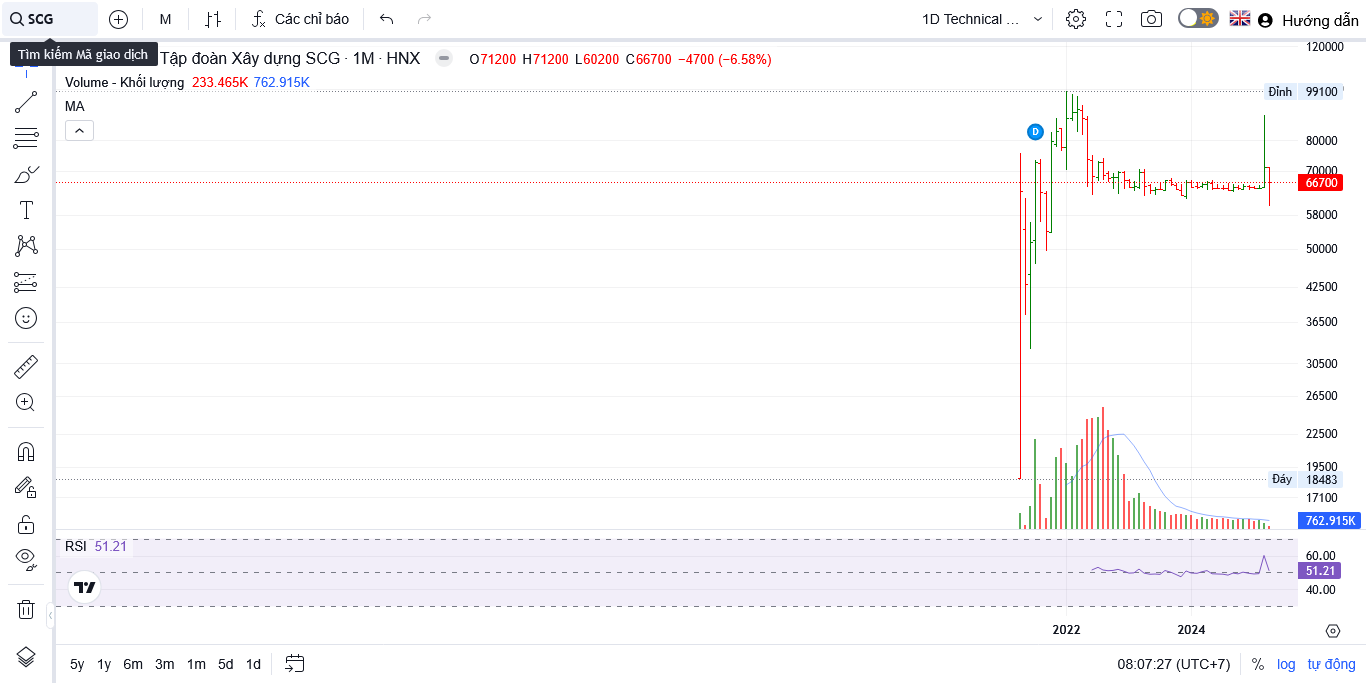 SCG M Các chỉ báo 1D Technical ... Hướng dẫn
Tìm kiếm Mã giao dịch
Tập đoàn Xây dựng SCG · 1M · HNX O71200 H71200 L60200 C66700 −4700 (−6.58%)
Volume - Khối lượng 233.465K 762.915K
MA
D
120000
Đỉnh 99100
80000
70000
66700
58000
50000
42500
36500
30500
26500
22500
19500
Đáy 18483
17100
762.915K
RSI 51.21
60.00
51.21
40.00
2022 2024
5y 1y 6m 3m 1m 5d 1d 08:07:27 (UTC+7) % log tự động